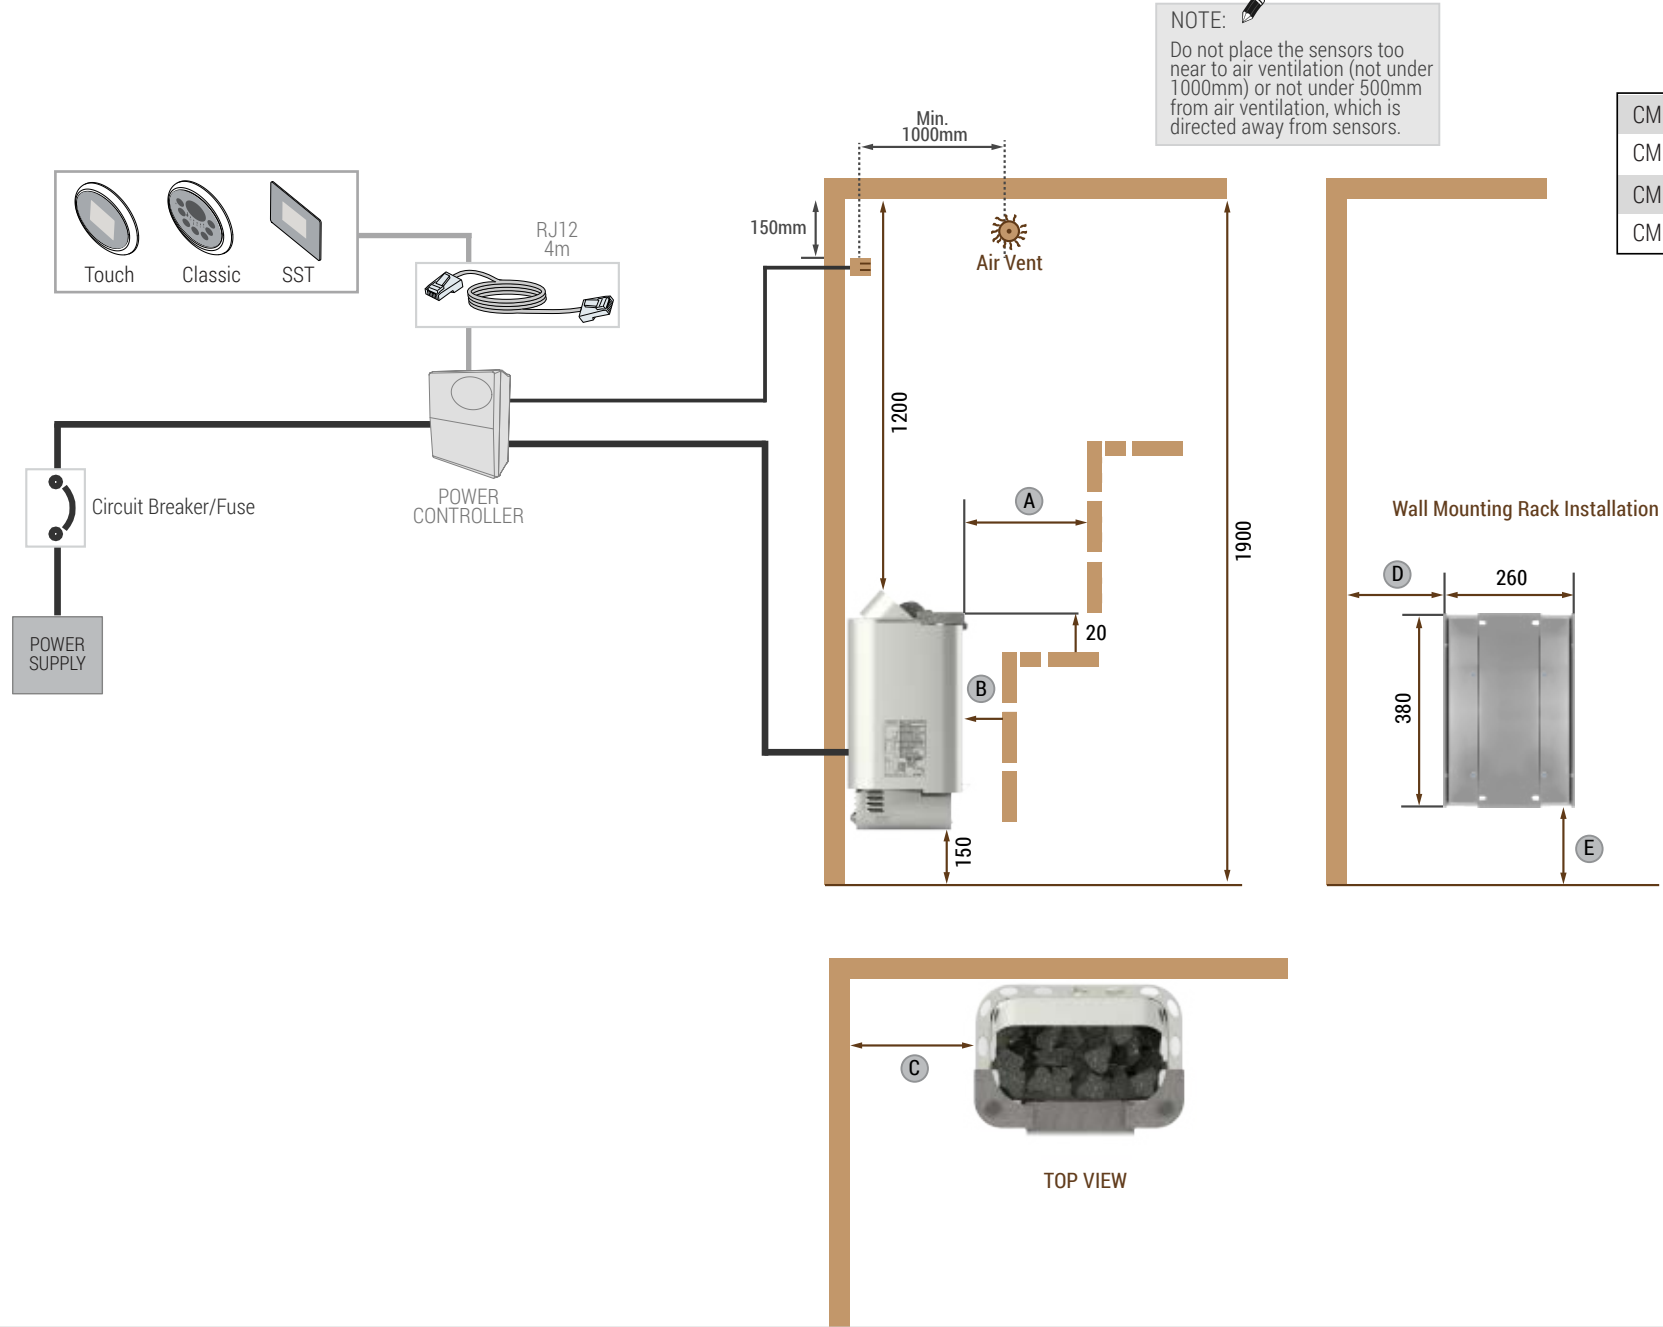 NOTE:
Do not place the sensors too
near to air ventilation (not under
1000mm) or not under 500mm
from air ventilation, which is
directed away from sensors.
CM
CM
CM
CM
Min.
1000mm
150mm
Air Vent
Touch
Classic
SST
RJ12
4m
POWER
CONTROLLER
Circuit Breaker/Fuse
POWER
SUPPLY
1200
A
1900
20
B
150
Wall Mounting Rack Installation
D
260
380
E
C
TOP VIEW